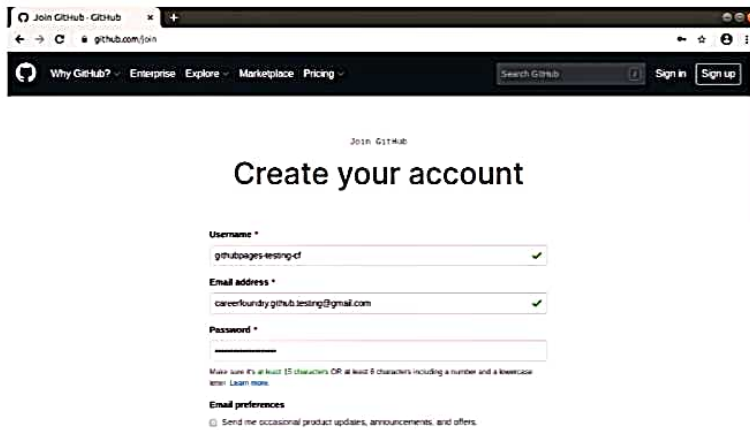 Join GitHub · GitHub
github.com/join
Why GitHub? Enterprise Explore Marketplace Pricing Search GitHub / Sign in Sign up
Join GitHub
Create your account
Username *
githubpages-testing-cf
Email address *
careerfoundry.github.testing@gmail.com
Password *
Make sure it's at least 15 characters OR at least 8 characters including a number and a lowercase
letter. Learn more.
Email preferences
Send me occasional product updates, announcements, and offers.